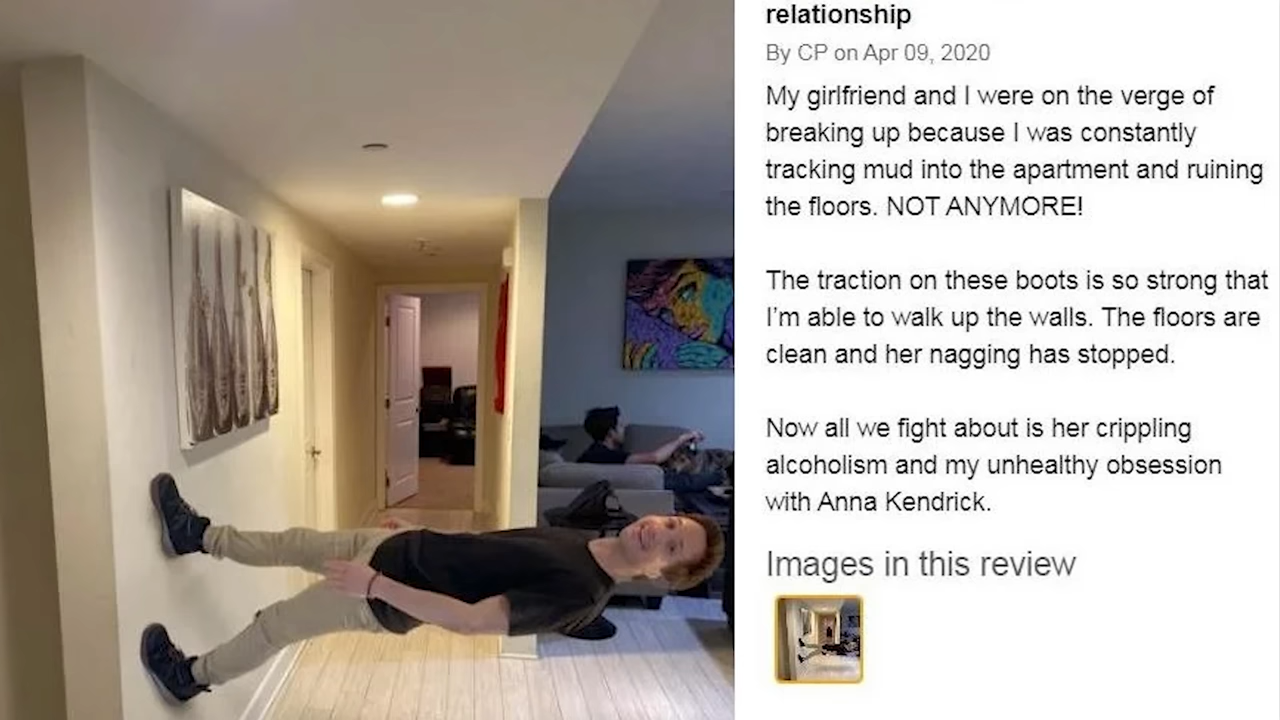 relationship
By CP on Apr 09, 2020
My girlfriend and I were on the verge of
breaking up because I was constantly
tracking mud into the apartment and ruining
the floors. NOT ANYMORE!
The traction on these boots is so strong that
I'm able to walk up the walls. The floors are
clean and her nagging has stopped.
Now all we fight about is her crippling
alcoholism and my unhealthy obsession
with Anna Kendrick.
Images in this review